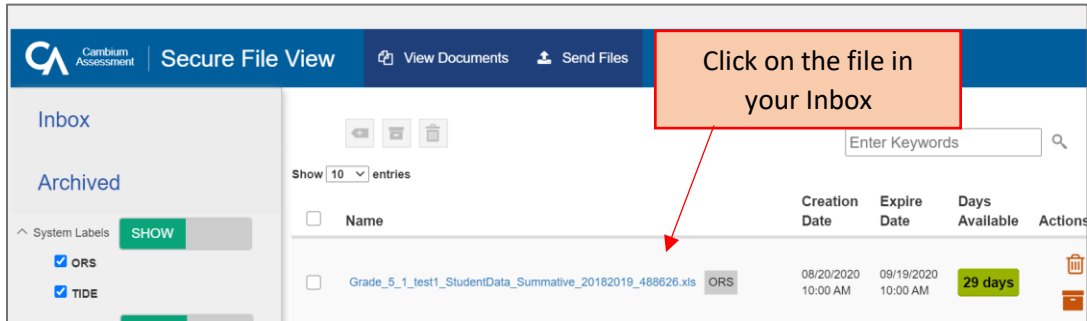 CA Cambium Assessment Secure File View View Documents Send Files
Click on the file in
your Inbox
Inbox
Enter Keywords
Archived
Show 10 entries
System Labels SHOW
Name Creation Date Expire Date Days Available Actions
ORS
TIDE
Grade_5_1_test1_StudentData_Summative_20182019_488626.xls ORS 08/20/2020 10:00 AM 09/19/2020 10:00 AM 29 days